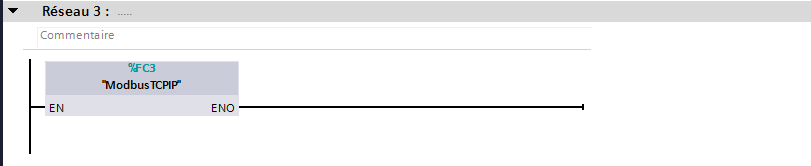 Réseau 3 : .....
Commentaire
%FC3
"ModbusTCPIP"
EN ENO